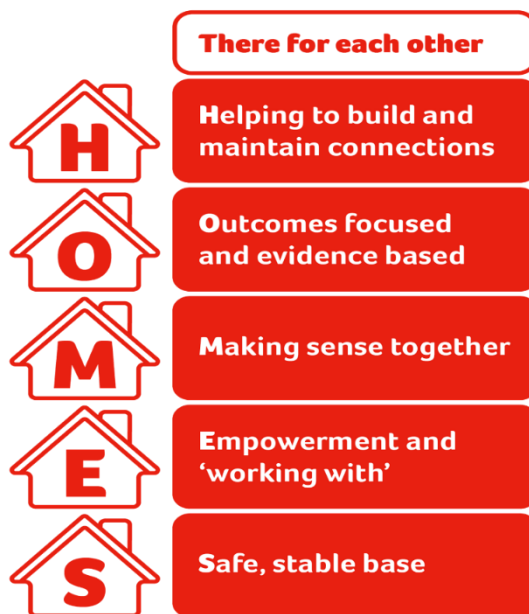 There for each other
H
Helping to build and
maintain connections
O
Outcomes focused
and evidence based
M
Making sense together
E
Empowerment and
‘working with’
S
Safe, stable base